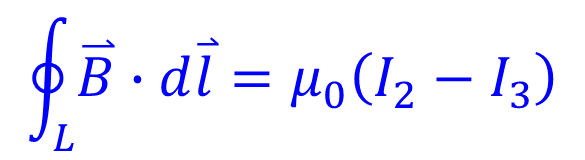 ∮_L B⃗ · dl⃗ = μ₀(I₂ − I₃)